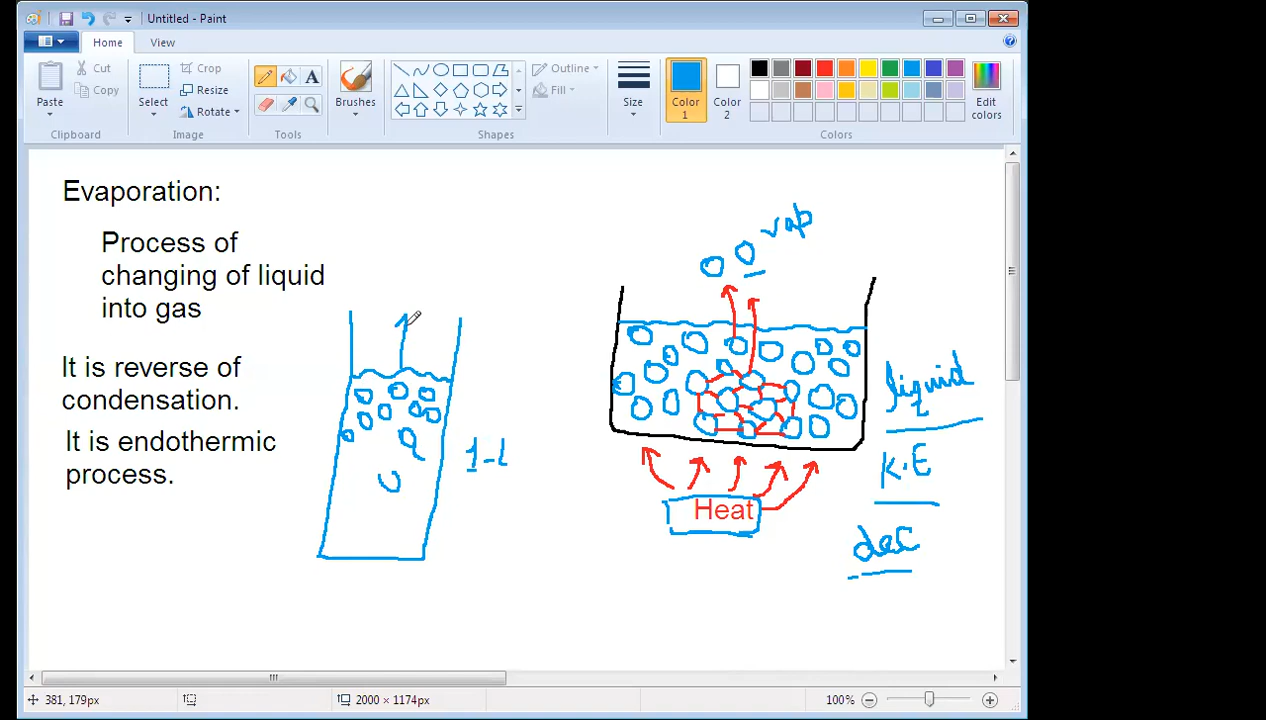 Untitled - Paint
Home
View
Paste
Cut
Copy
Clipboard
Select
Crop
Resize
Rotate
Image
Tools
Brushes
Shapes
Outline
Fill
Size
Color 1
Color 2
Colors
Edit colors
Evaporation:
Process of
changing of liquid
into gas
It is reverse of
condensation.
It is endothermic
process.
1-L
vap
Heat
liquid
K.E
dec
381, 179px
2000 × 1174px
100%